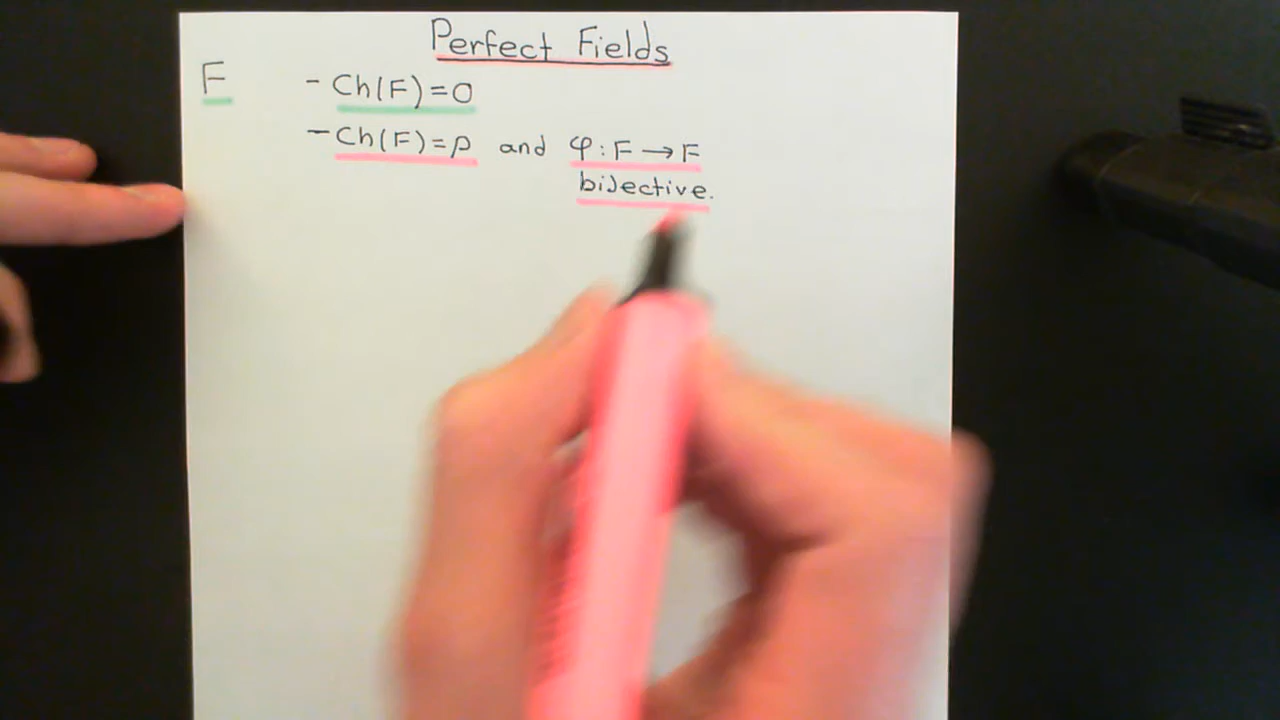 Perfect Fields
F - Ch(F)=0
- Ch(F)=p and φ: F → F
bijective.